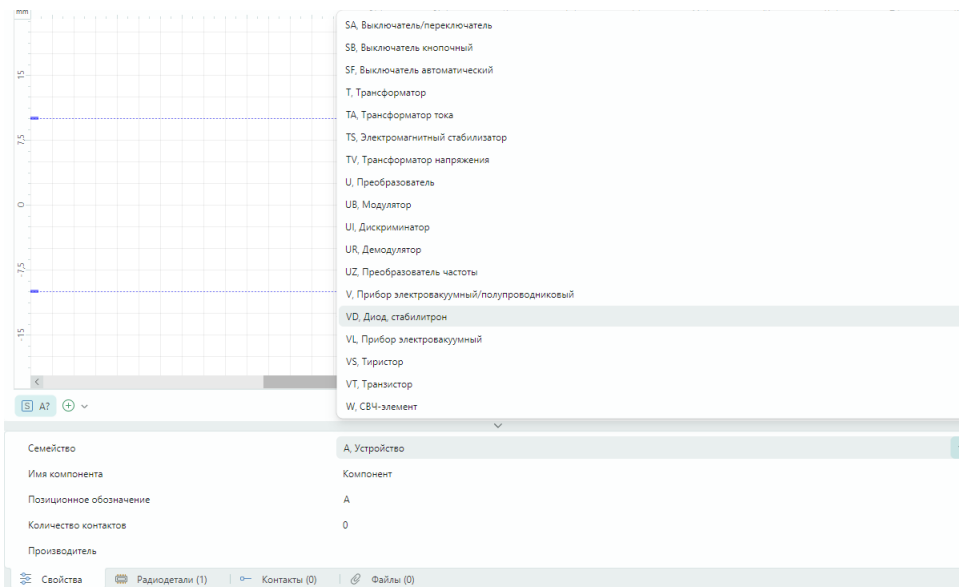 mm
SA, Выключатель/переключатель
SB, Выключатель кнопочный
SF, Выключатель автоматический
T, Трансформатор
TA, Трансформатор тока
TS, Электромагнитный стабилизатор
TV, Трансформатор напряжения
U, Преобразователь
UB, Модулятор
UI, Дискриминатор
UR, Демодулятор
UZ, Преобразователь частоты
V, Прибор электровакуумный/полупроводниковый
VD, Диод, стабилитрон
VL, Прибор электровакуумный
VS, Тиристор
VT, Транзистор
W, СВЧ-элемент
15
7,5
0
-7,5
-15
S A?
Семейство A, Устройство
Имя компонента Компонент
Позиционное обозначение A
Количество контактов 0
Производитель
Свойства Радиодетали (1) Контакты (0) Файлы (0)